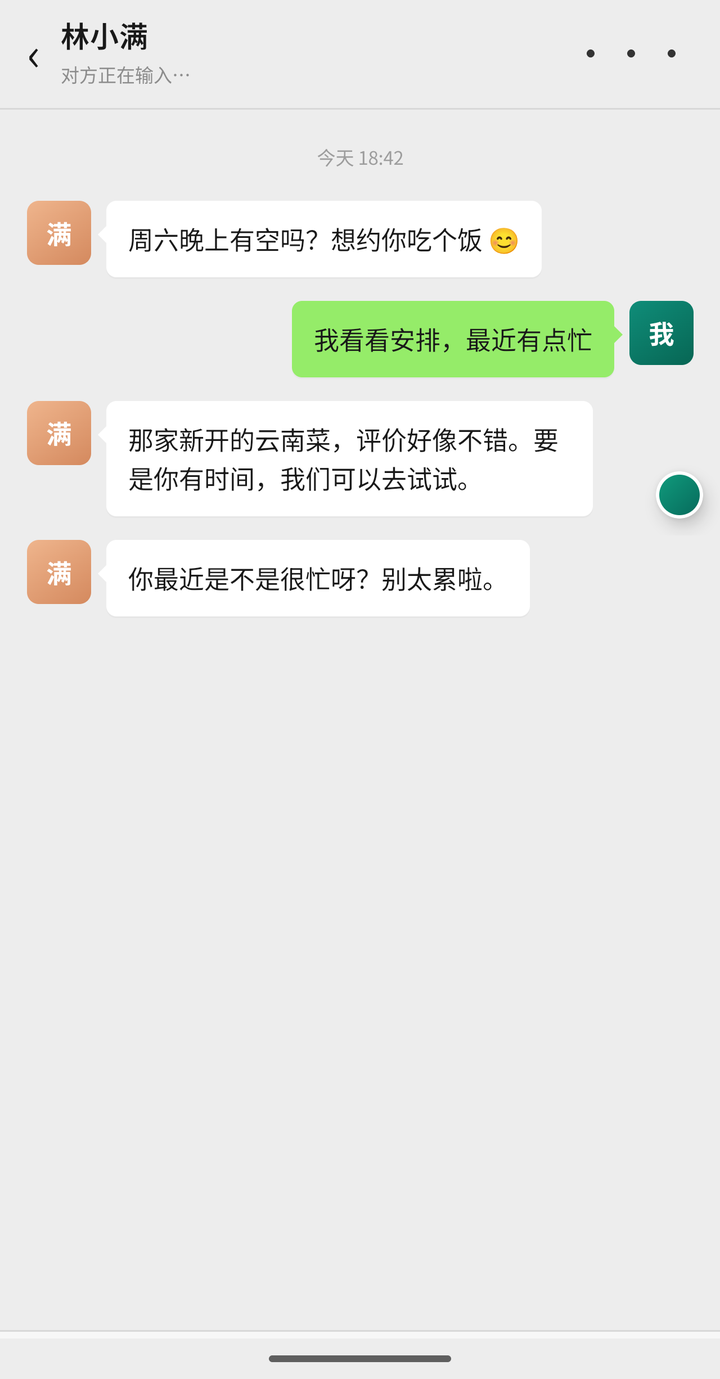 林小满
对方正在输入…
今天 18:42
满
周六晚上有空吗？想约你吃个饭 😊
我看看安排，最近有点忙
我
满
那家新开的云南菜，评价好像不错。要
是你有时间，我们可以去试试。
满
你最近是不是很忙呀？别太累啦。